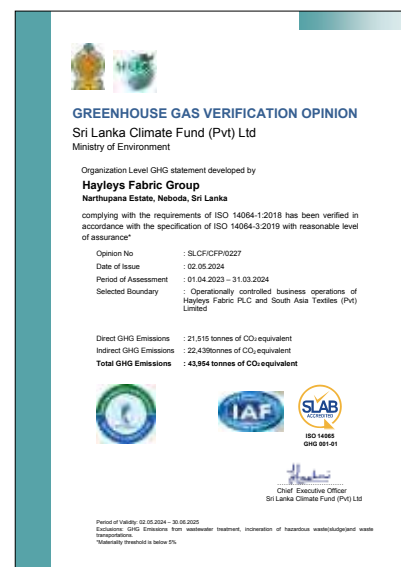 SLCF
GREENHOUSE GAS VERIFICATION OPINION
Sri Lanka Climate Fund (Pvt) Ltd
Ministry of Environment
Organization Level GHG statement developed by
Hayleys Fabric Group
Narthupana Estate, Neboda, Sri Lanka
complying with the requirements of ISO 14064-1:2018 has been verified in
accordance with the specification of ISO 14064-3:2019 with reasonable level
of assurance*
Opinion No : SLCF/CFP/0227
Date of Issue : 02.05.2024
Period of Assessment : 01.04.2023 – 31.03.2024
Selected Boundary : Operationally controlled business operations of
Hayleys Fabric PLC and South Asia Textiles (Pvt)
Limited
Direct GHG Emissions : 21,515 tonnes of CO₂ equivalent
Indirect GHG Emissions : 22,439tonnes of CO₂ equivalent
Total GHG Emissions : 43,954 tonnes of CO₂ equivalent
IAF
SLAB
ACCREDITED
ISO 14065
GHG 001-01
Chief Executive Officer
Sri Lanka Climate Fund (Pvt) Ltd
Period of Validity: 02.05.2024 – 30.06.2025
Exclusions: GHG Emissions from wastewater treatment, incineration of hazardous waste(sludge)and waste
transportations.
*Materiality threshold is below 5%